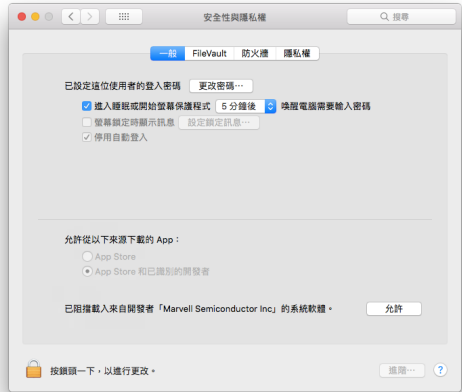 安全性與隱私權
搜尋
一般 FileVault 防火牆 隱私權
已設定這位使用者的登入密碼 更改密碼⋯
進入睡眠或開始螢幕保護程式 5 分鐘後 喚醒電腦需要輸入密碼
螢幕鎖定時顯示訊息 設定鎖定訊息⋯
停用自動登入
允許從以下來源下載的 App：
App Store
App Store 和已識別的開發者
已阻擋載入來自開發者「Marvell Semiconductor Inc」的系統軟體。 允許
按鎖頭一下，以進行更改。 進階⋯ ?